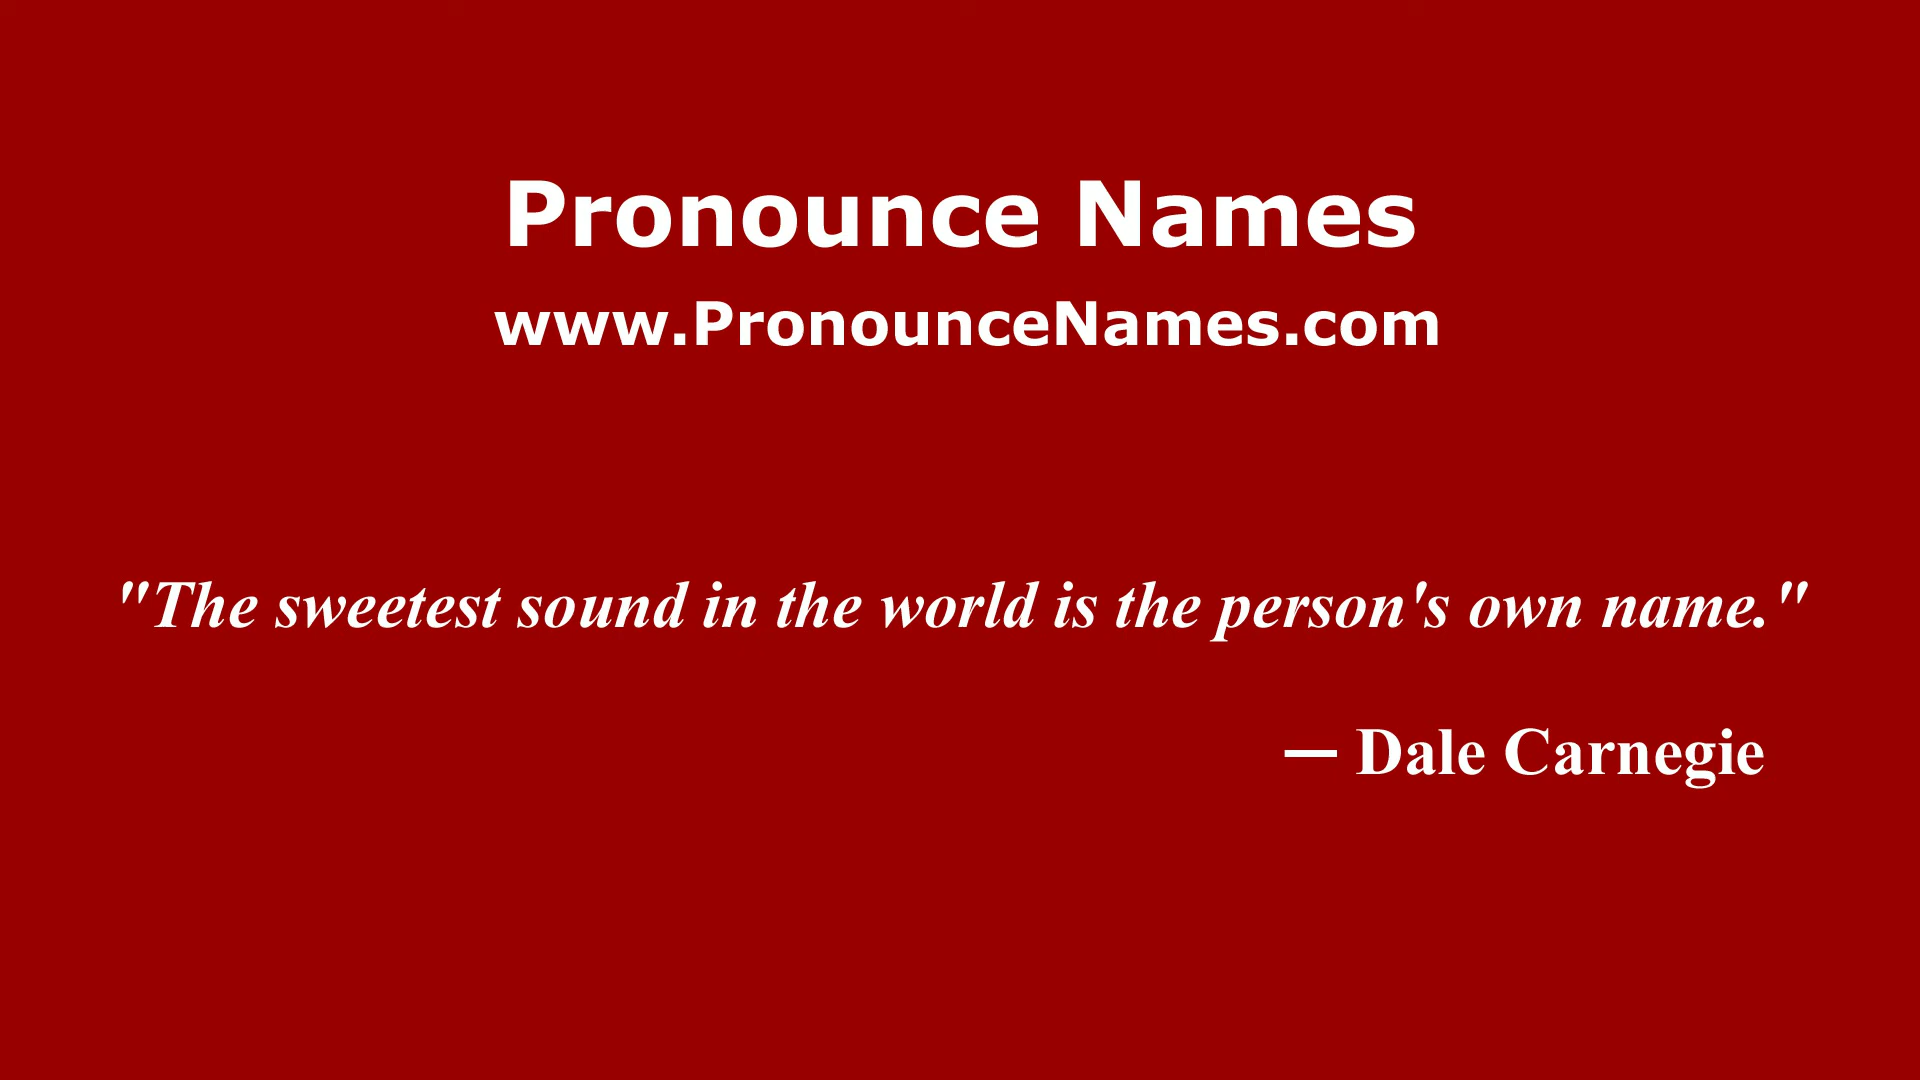 Pronounce Names
www.PronounceNames.com
"The sweetest sound in the world is the person's own name."
— Dale Carnegie